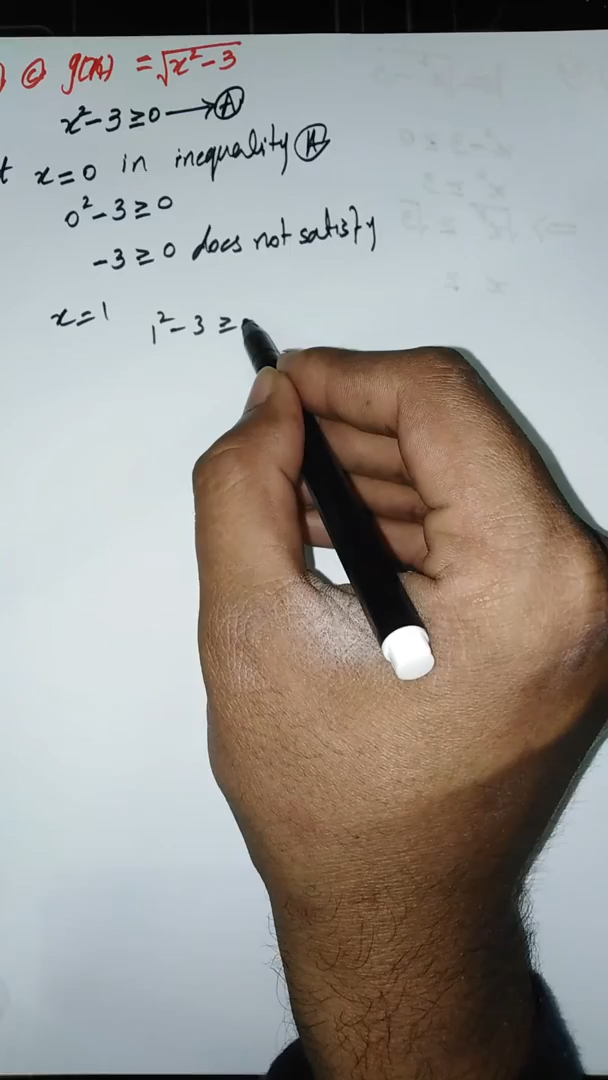 ) ⓒ g(x) = √x²-3
x²-3 ≥ 0 → Ⓐ
t x=0 in inequality Ⓐ
0²-3 ≥ 0
-3 ≥ 0 does not satisfy
x=1 1²-3 ≥